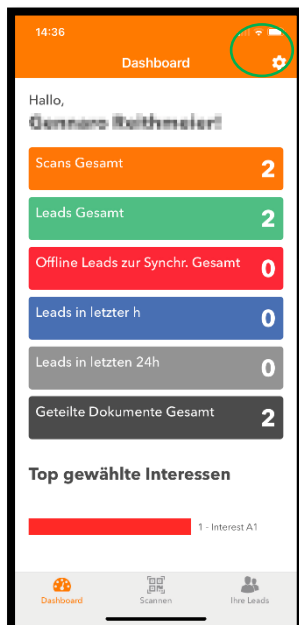 14:36
Dashboard
Hallo,
Scans Gesamt 2
Leads Gesamt 2
Offline Leads zur Synchr. Gesamt 0
Leads in letzter h 0
Leads in letzten 24h 0
Geteilte Dokumente Gesamt 2
Top gewählte Interessen
1 - Interest A1
Dashboard Scannen Ihre Leads